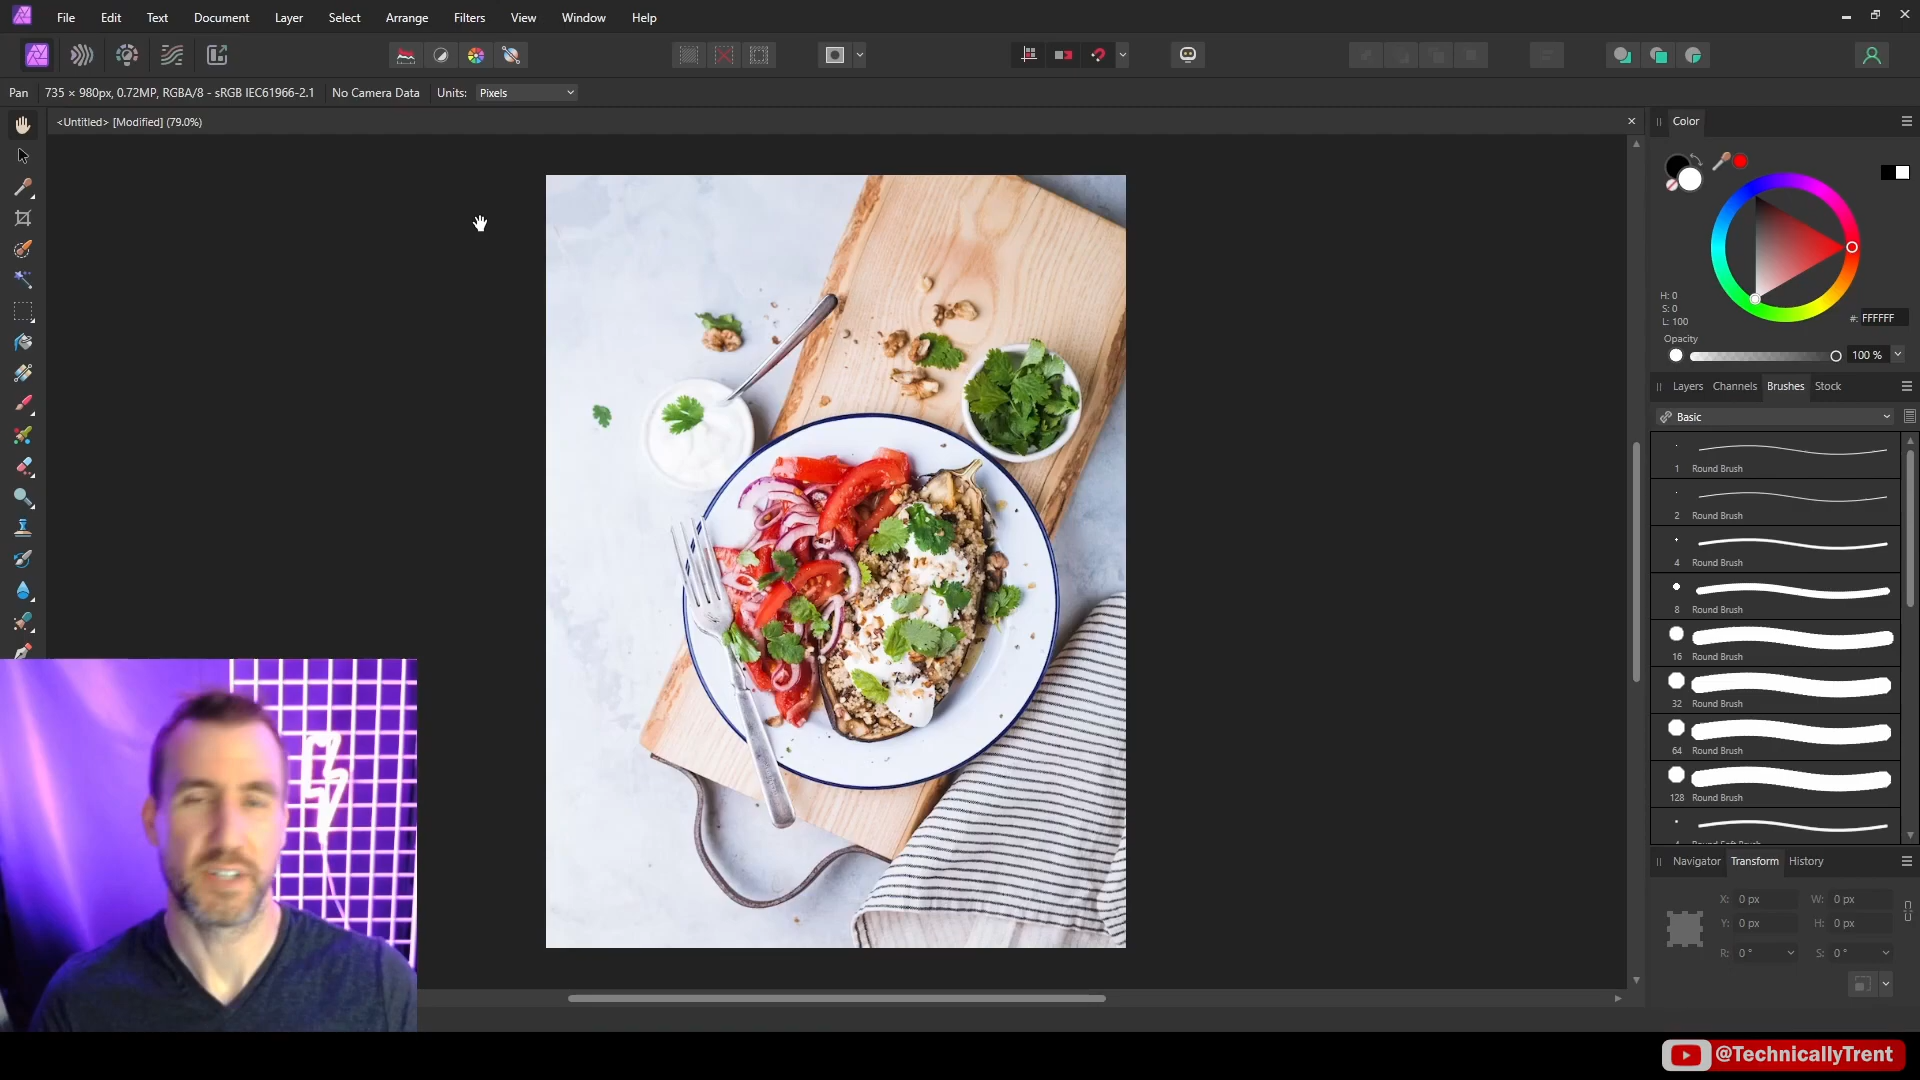 File Edit Text Document Layer Select Arrange Filters View Window Help
Pan 735 × 980px, 0.72MP, RGBA/8 - sRGB IEC61966-2.1 No Camera Data Units: Pixels
<Untitled> [Modified] (79.0%)
Color
H: 0
S: 0
L: 100
#: FFFFFF
Opacity
100 %
Layers Channels Brushes Stock
Basic
1 Round Brush
2 Round Brush
4 Round Brush
8 Round Brush
16 Round Brush
32 Round Brush
64 Round Brush
128 Round Brush
Navigator Transform History
X: 0 px W: 0 px
Y: 0 px H: 0 px
R: 0 ° S: 0 °
@TechnicallyTrent